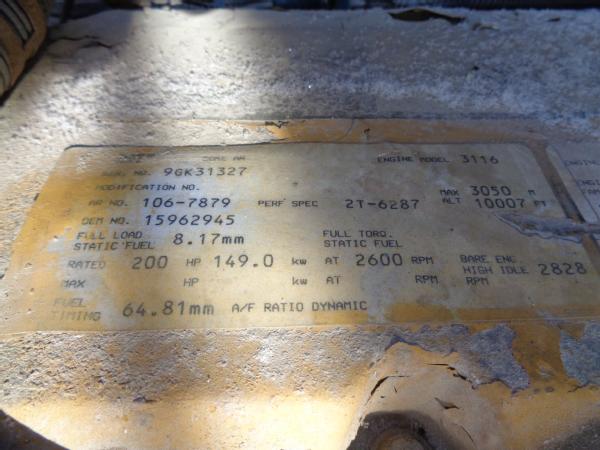 CORE AR ENGINE MODEL 3116
SER. NO. 9GK31327
MODIFICATION NO.
AR NO. 106-7879 PERF SPEC 2T-6287 MAX ALT 3050 M 10007 FT
OEM NO. 15962945
FULL LOAD STATIC FUEL 8.17mm FULL TORQ. STATIC FUEL
RATED 200 HP 149.0 kw AT 2600 RPM BARE ENG HIGH IDLE RPM 2828
MAX HP kw AT RPM
FUEL TIMING 64.81mm A/F RATIO DYNAMIC